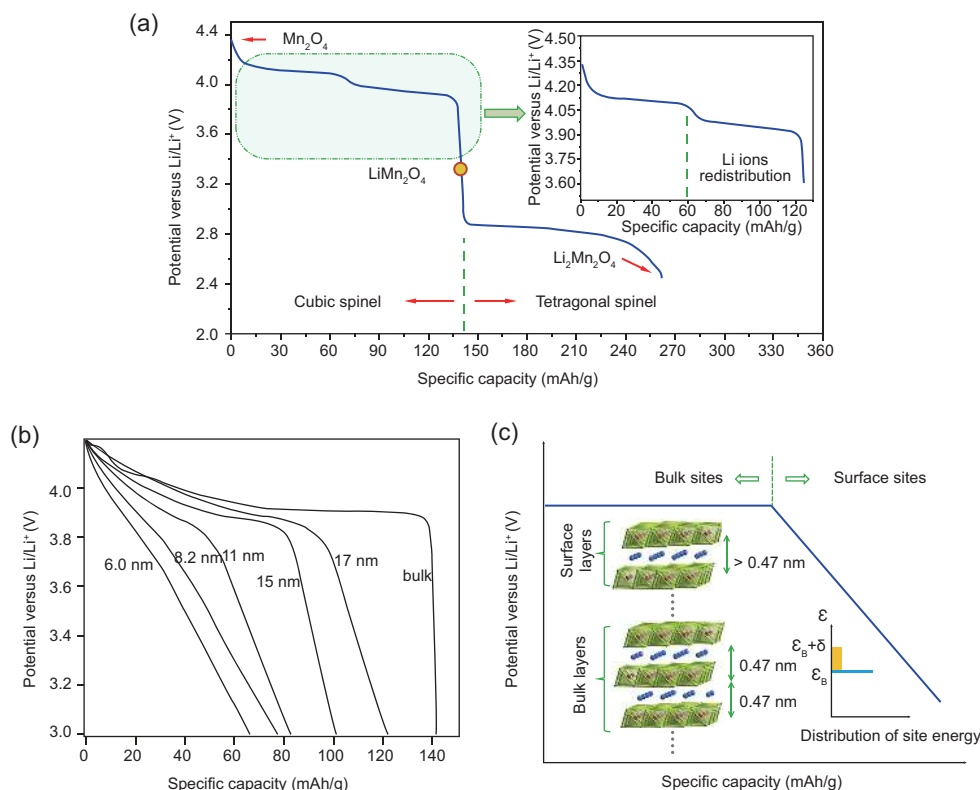 (a)
4.4
4.0
3.6
3.2
2.8
2.4
2.0
Potential versus Li/Li⁺ (V)
Mn₂O₄
LiMn₂O₄
Li₂Mn₂O₄
Cubic spinel
Tetragonal spinel
0 30 60 90 120 150 180 210 240 270 300 330 360
Specific capacity (mAh/g)
4.50
4.35
4.20
4.05
3.90
3.75
3.60
Potential versus Li/Li⁺ (V)
Li ions
redistribution
0 20 40 60 80 100 120
Specific capacity (mAh/g)
(b)
4.0
3.8
3.6
3.4
3.2
3.0
Potential versus Li/Li⁺ (V)
6.0 nm
8.2 nm
11 nm
15 nm
17 nm
bulk
0 20 40 60 80 100 120 140
Specific capacity (mAh/g)
(c)
Bulk sites
Surface sites
Potential versus Li/Li⁺ (V)
Surface
layers
> 0.47 nm
Bulk layers
0.47 nm
0.47 nm
ε
ε_B+δ
ε_B
Distribution of site energy
Specific capacity (mAh/g)